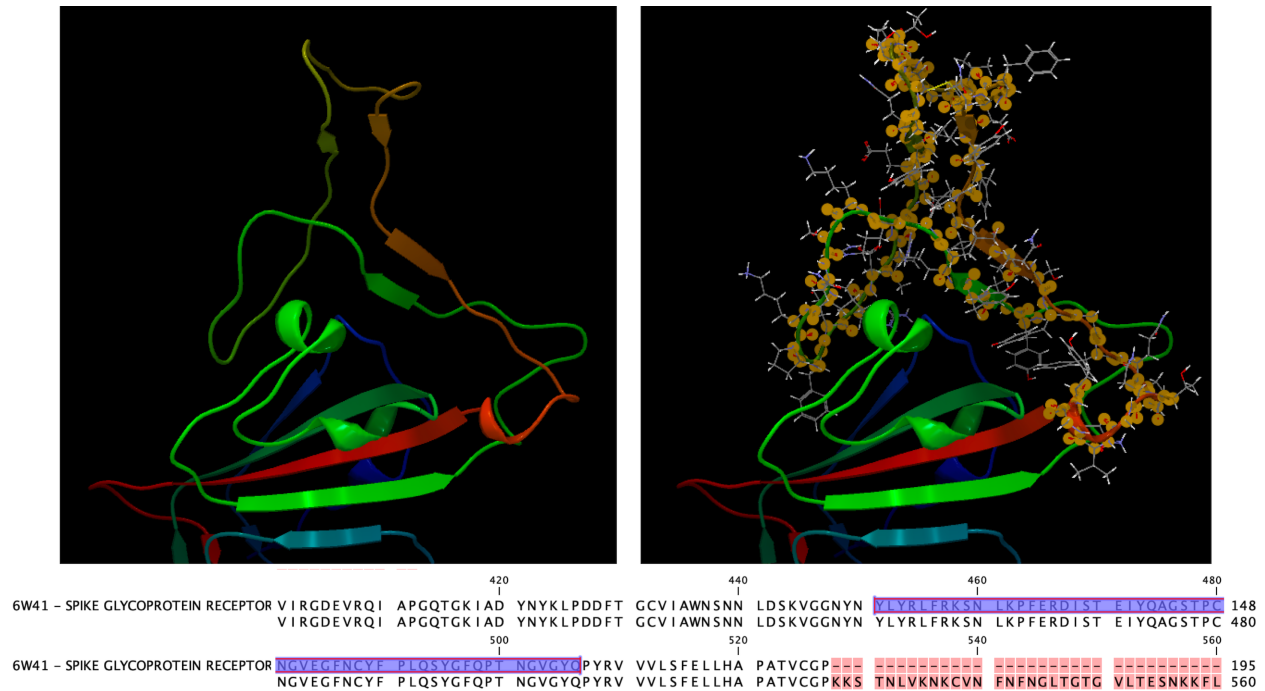 420 440 460 480
6W41 – SPIKE GLYCOPROTEIN RECEPTOR VIRGDEVRQI APGQTGKIAD YNYKLPDDFT GCVIAWNSNN LDSKVGGNYN YLYRLFRKSN LKPFERDIST EIYQAGSTPC 148
VIRGDEVRQI APGQTGKIAD YNYKLPDDFT GCVIAWNSNN LDSKVGGNYN YLYRLFRKSN LKPFERDIST EIYQAGSTPC 480
500 520 540 560
6W41 – SPIKE GLYCOPROTEIN RECEPTOR NGVEGFNCYF PLQSYGFQPT NGVGYQPYRV VVLSFELLHA PATVCGP––– –––––––––– –––––––––– –––––––––– 195
NGVEGFNCYF PLQSYGFQPT NGVGYQPYRV VVLSFELLHA PATVCGPKKS TNLVKNKCVN FNFNGLTGTG VLTESNKKFL 560